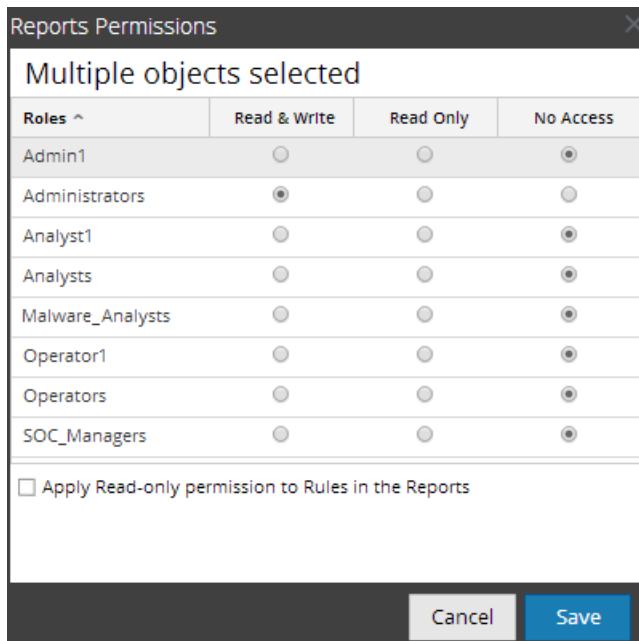 Reports Permissions
Multiple objects selected
Roles Read & Write Read Only No Access
Admin1
Administrators
Analyst1
Analysts
Malware_Analysts
Operator1
Operators
SOC_Managers
Apply Read-only permission to Rules in the Reports
Cancel Save